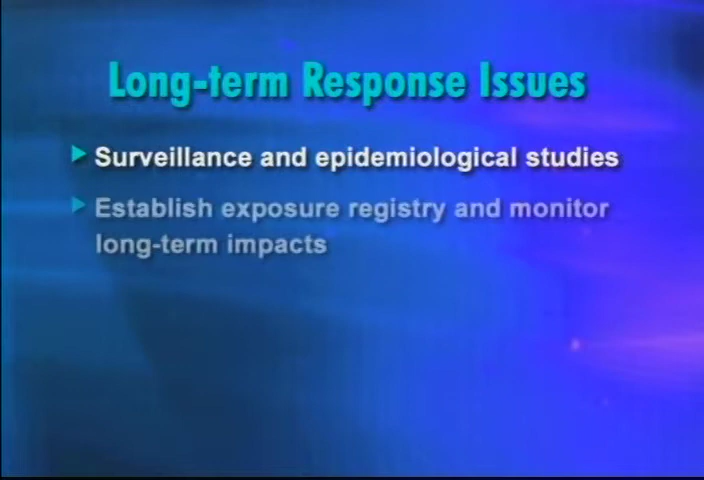 Long-term Response Issues
Surveillance and epidemiological studies
Establish exposure registry and monitor
long-term impacts